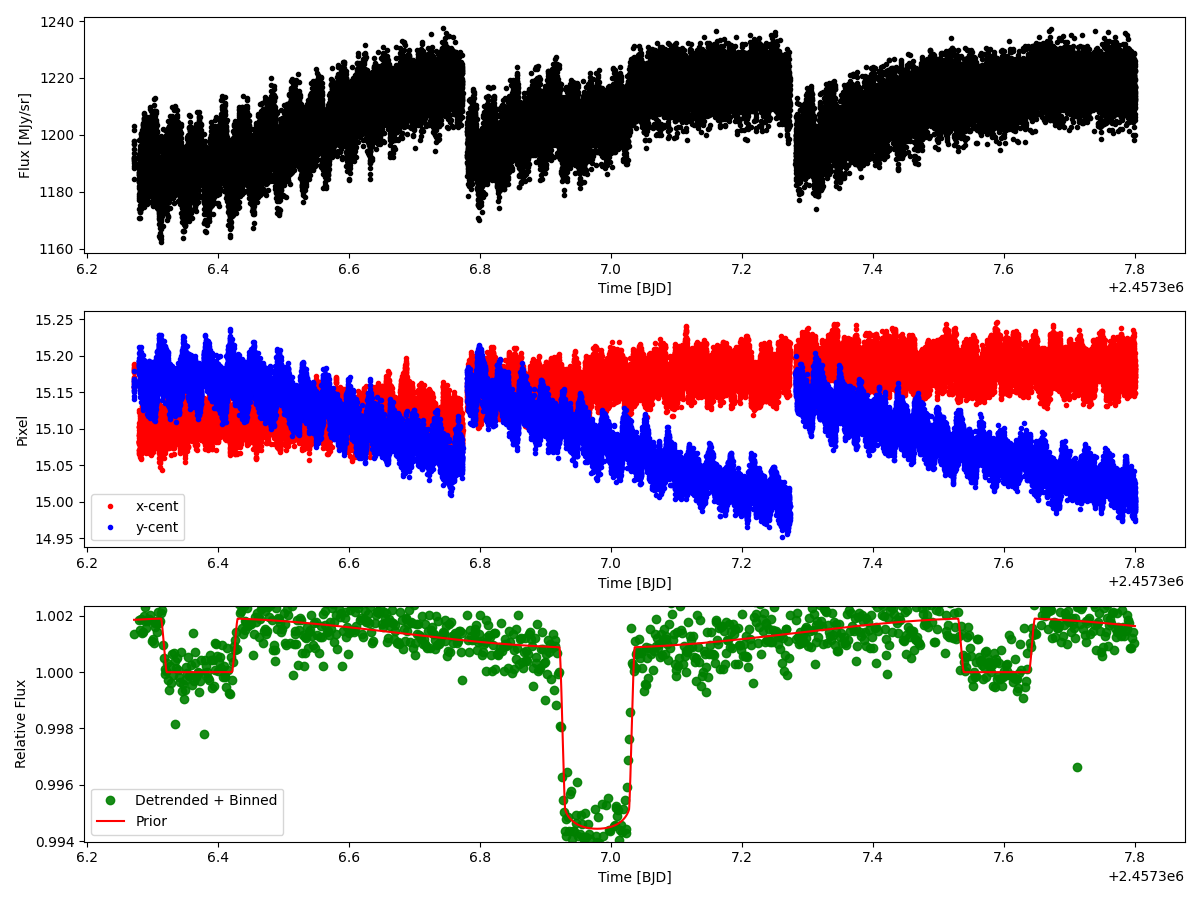 1240
1220
1200
1180
1160
Flux [MJy/sr]
6.2 6.4 6.6 6.8 7.0 7.2 7.4 7.6 7.8
Time [BJD]
+2.4573e6
15.25
15.20
15.15
15.10
15.05
15.00
14.95
Pixel
x-cent
y-cent
6.2 6.4 6.6 6.8 7.0 7.2 7.4 7.6 7.8
Time [BJD]
+2.4573e6
1.002
1.000
0.998
0.996
0.994
Relative Flux
Detrended + Binned
Prior
6.2 6.4 6.6 6.8 7.0 7.2 7.4 7.6 7.8
Time [BJD]
+2.4573e6